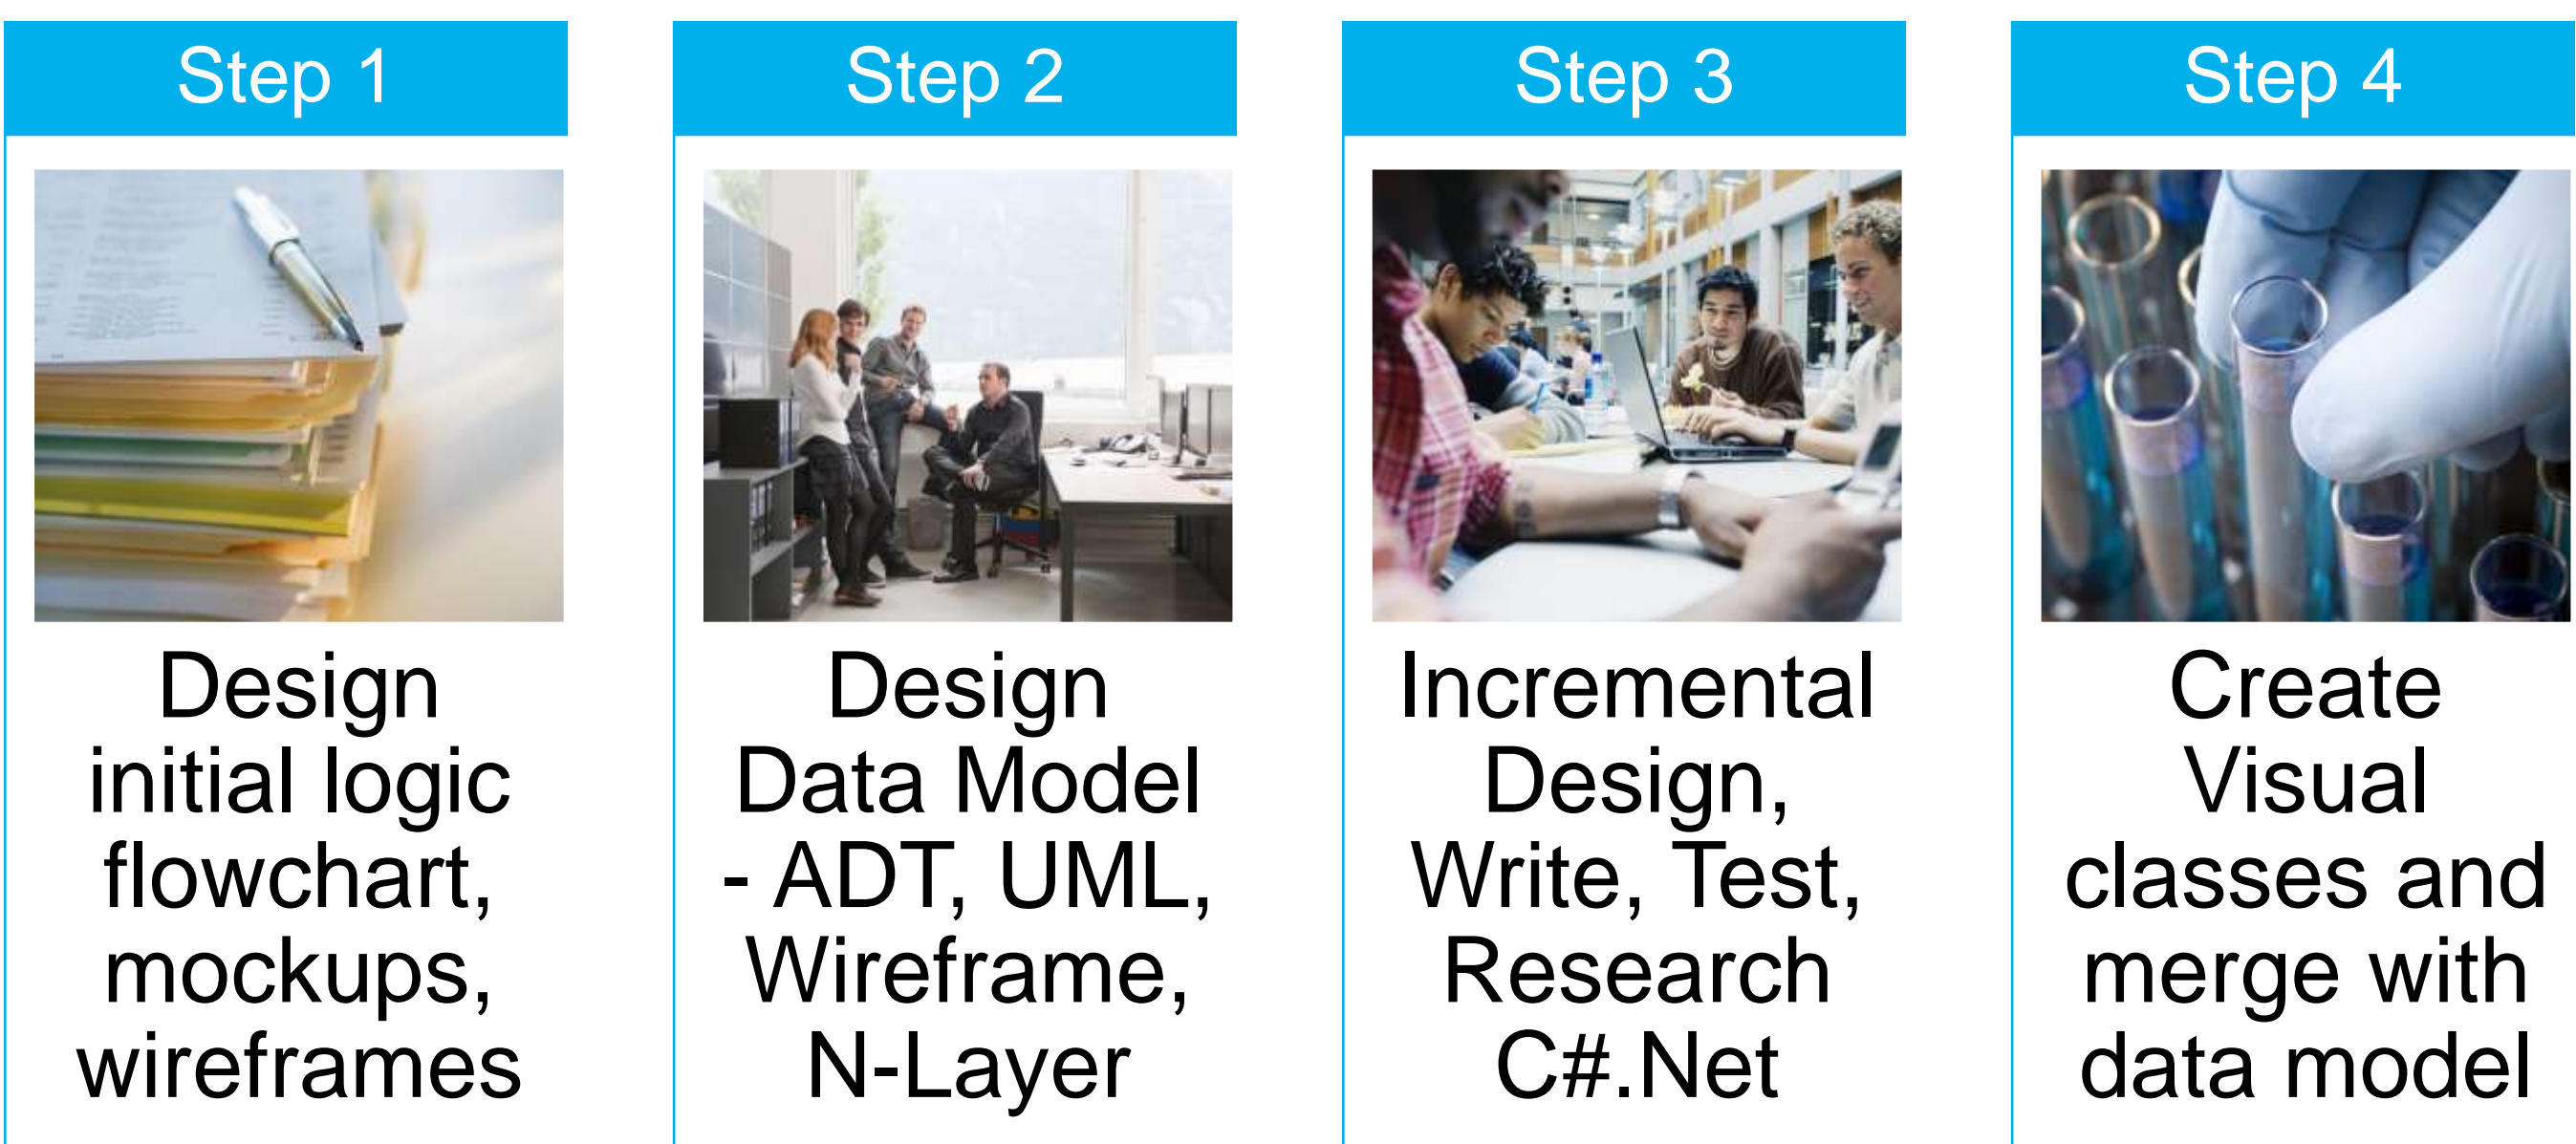 Step 1
Design
initial logic
flowchart,
mockups,
wireframes
Step 2
Design
Data Model
- ADT, UML,
Wireframe,
N-Layer
Step 3
Incremental
Design,
Write, Test,
Research
C#.Net
Step 4
Create
Visual
classes and
merge with
data model